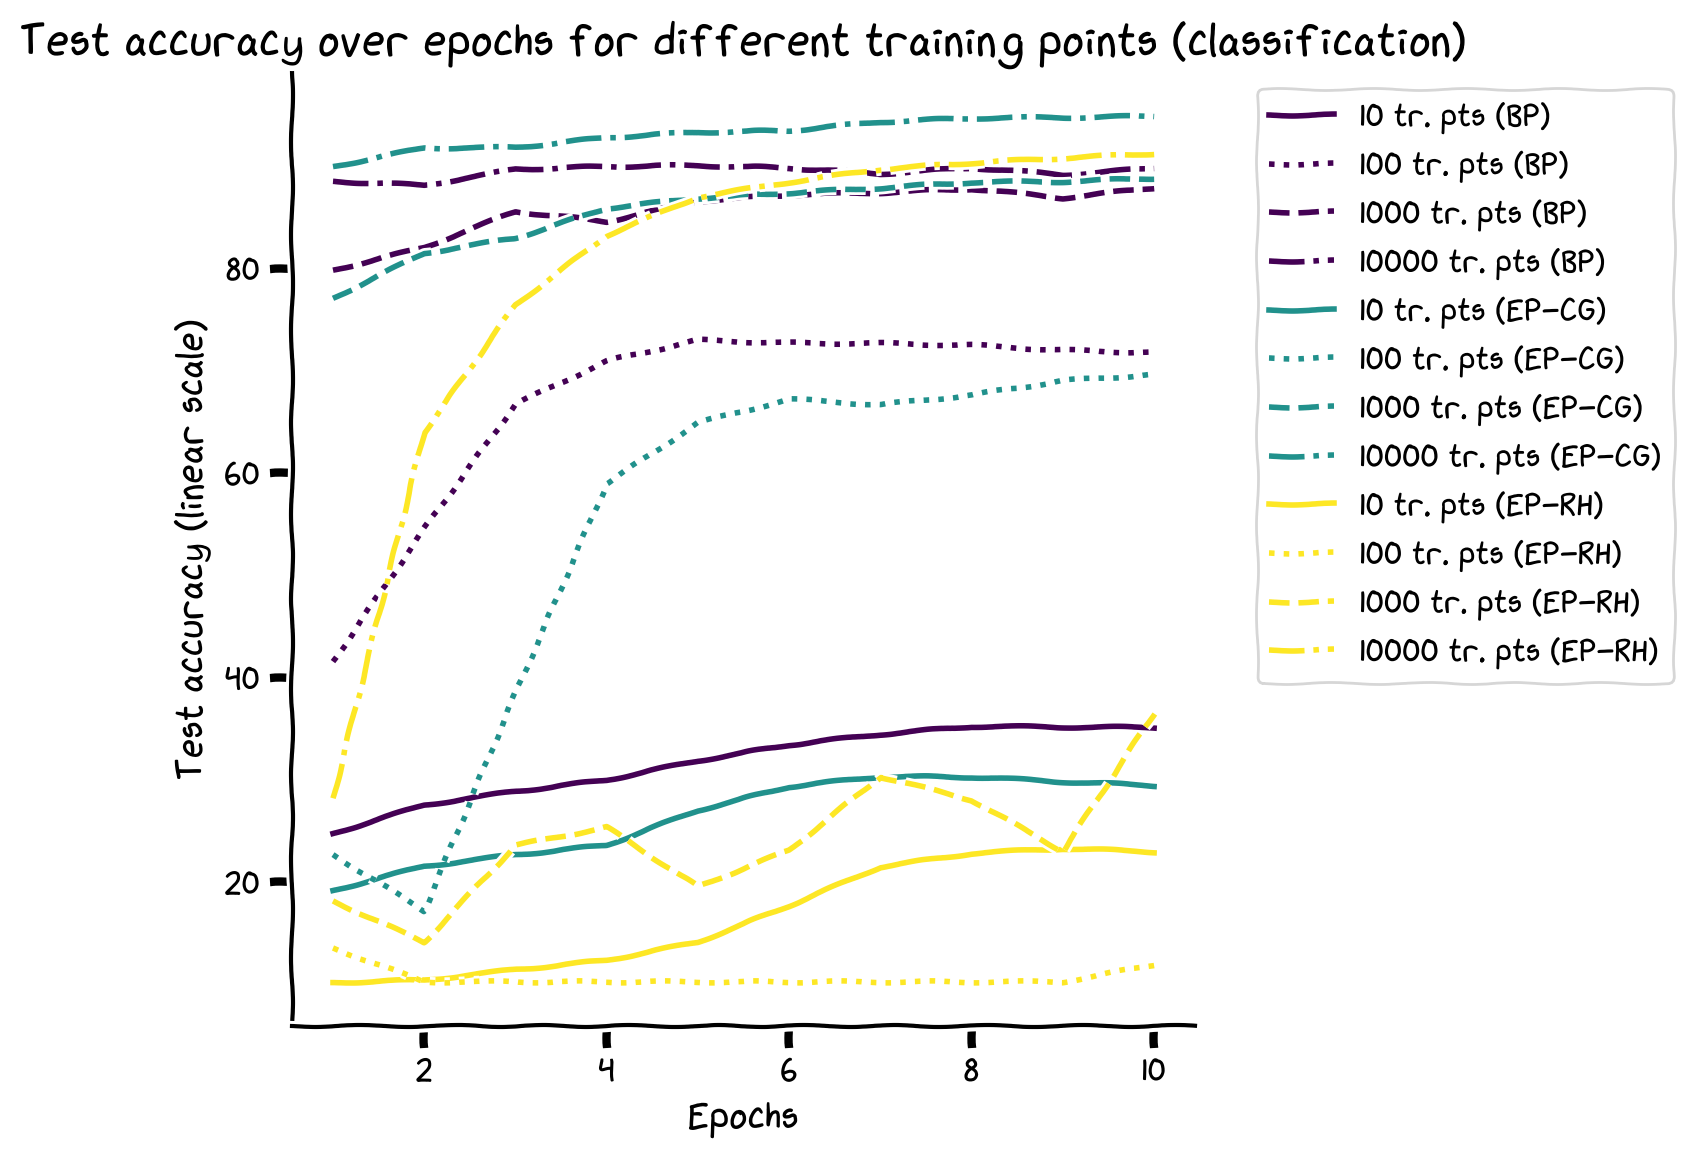 Test accuracy over epochs for different training points (classification)
Test accuracy (linear scale)
80
60
40
20
2
4
6
8
10
Epochs
10 tr. pts (BP)
100 tr. pts (BP)
1000 tr. pts (BP)
10000 tr. pts (BP)
10 tr. pts (EP-CG)
100 tr. pts (EP-CG)
1000 tr. pts (EP-CG)
10000 tr. pts (EP-CG)
10 tr. pts (EP-RH)
100 tr. pts (EP-RH)
1000 tr. pts (EP-RH)
10000 tr. pts (EP-RH)